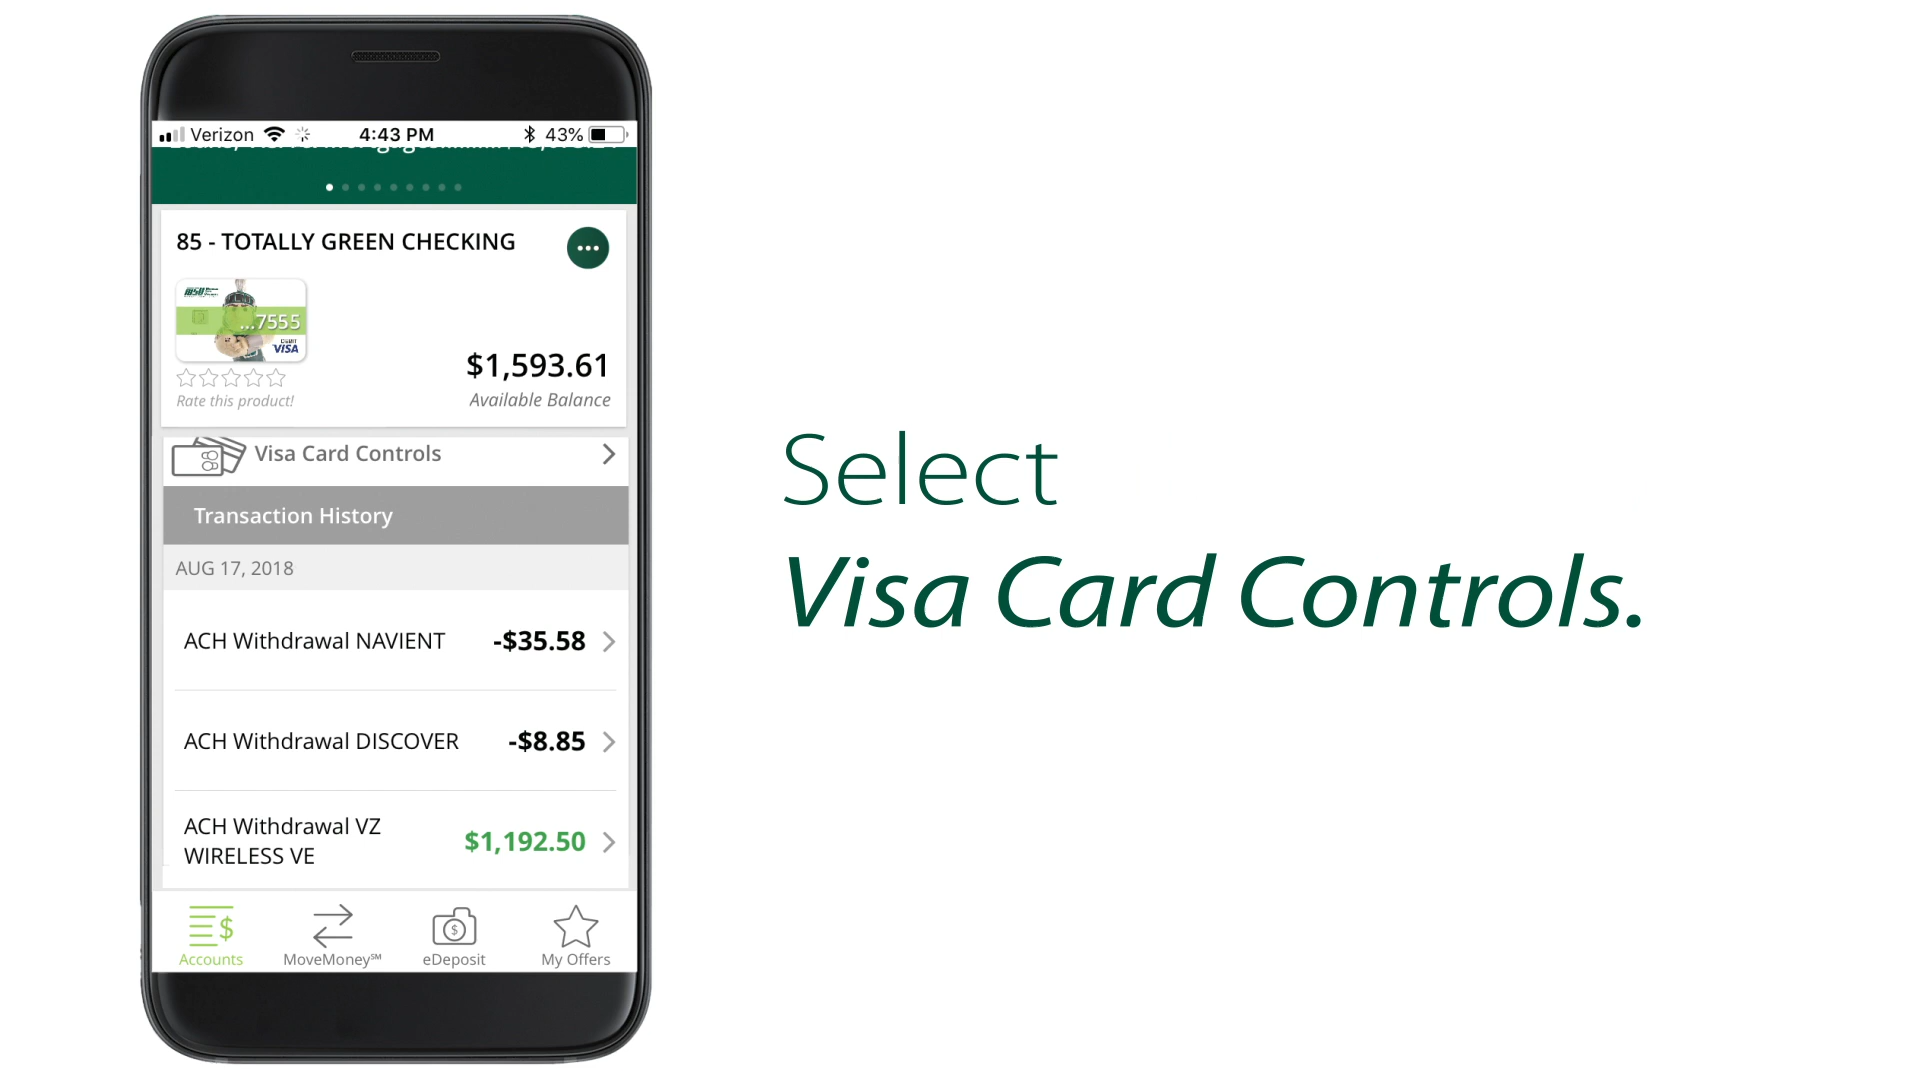 Verizon 4:43 PM 43%
85 - TOTALLY GREEN CHECKING
...7555
DEBIT
VISA
$1,593.61
Rate this product!
Available Balance
Visa Card Controls
Transaction History
AUG 17, 2018
ACH Withdrawal NAVIENT -$35.58
ACH Withdrawal DISCOVER -$8.85
ACH Withdrawal VZ
WIRELESS VE
$1,192.50
Accounts MoveMoney℠ eDeposit My Offers
Select
Visa Card Controls.